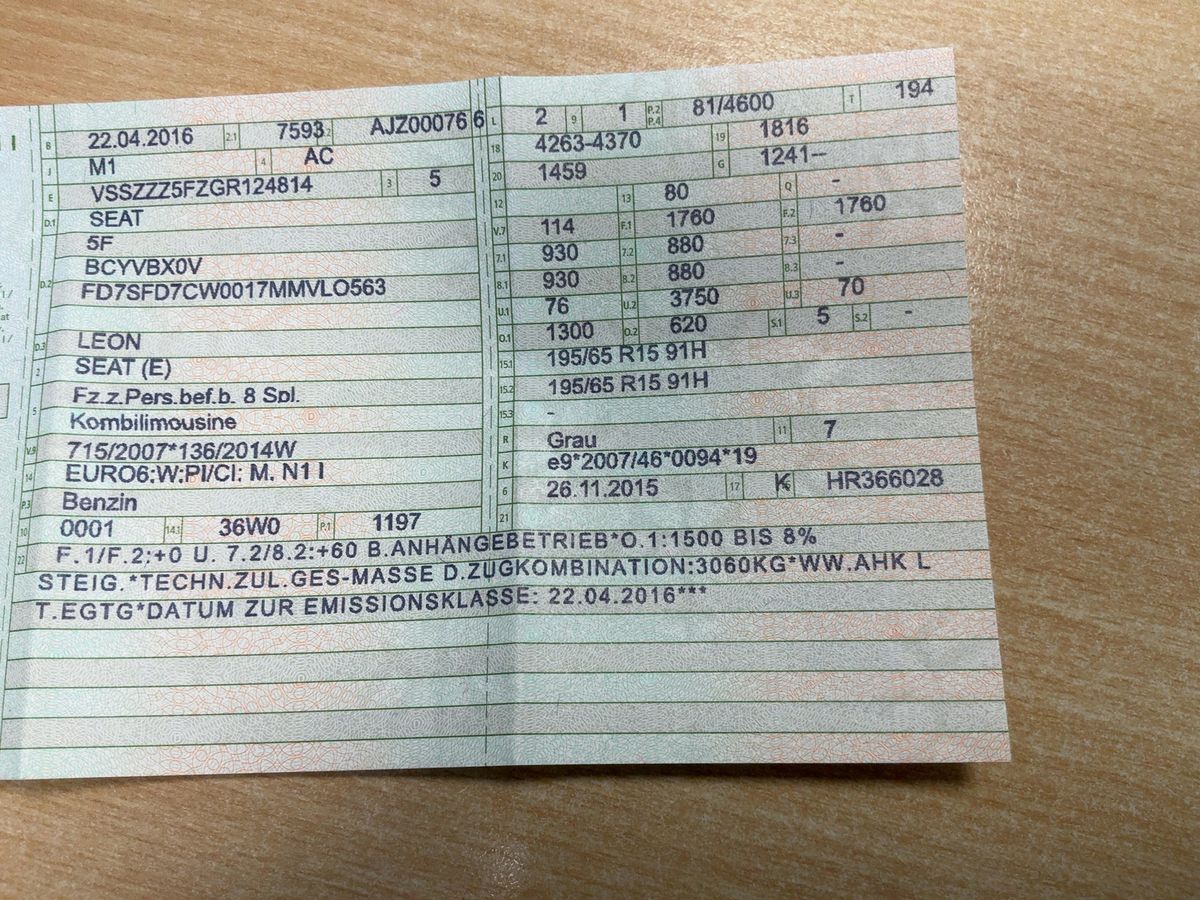 B 22.04.2016 2.1 7593 2.2 AJZ00076 6
J M1 4 AC
E VSSZZZ5FZGR124814 3 5
D.1 SEAT
5F
D.2 BCYVBX0V
FD7SFD7CW0017MMVLO563
D.3 LEON
2 SEAT (E)
5 Fz.z.Pers.bef.b. 8 Spl.
Kombilimousine
V.9 715/2007*136/2014W
14 EURO6;W;PI/CI; M, N1 I
P.3 Benzin
10 0001 14.1 36W0 P.1 1197
L 2 9 1 P.2 P.4 81/4600 T 194
18 4263-4370 19 1816
20 1459 G 1241--
12 13 80 Q -
V.7 114 F.1 1760 F.2 1760
7.1 930 7.2 880 7.3 -
8.1 930 8.2 880 8.3 -
U.1 76 U.2 3750 U.3 70
O.1 1300 O.2 620 S.1 5 S.2 -
15.1 195/65 R15 91H
15.2 195/65 R15 91H
15.3 -
R Grau 11 7
K e9*2007/46*0094*19
6 26.11.2015 17 K 16 HR366028
21
22 F.1/F.2:+0 U. 7.2/8.2:+60 B.ANHÄNGEBETRIEB*O.1:1500 BIS 8%
STEIG.*TECHN.ZUL.GES-MASSE D.ZUGKOMBINATION:3060KG*WW.AHK L
T.EGTG*DATUM ZUR EMISSIONSKLASSE: 22.04.2016***